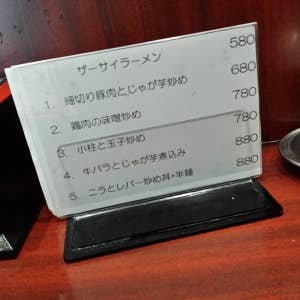 ザーサイラーメン 580
1. 細切り豚肉とじゃが芋炒め 680
2. 鶏肉の味噌炒め 780
3. 小柱と玉子炒め 780
4. 牛バラとじゃが芋煮込み 880
5. ニラとレバー炒め丼+半麺 880